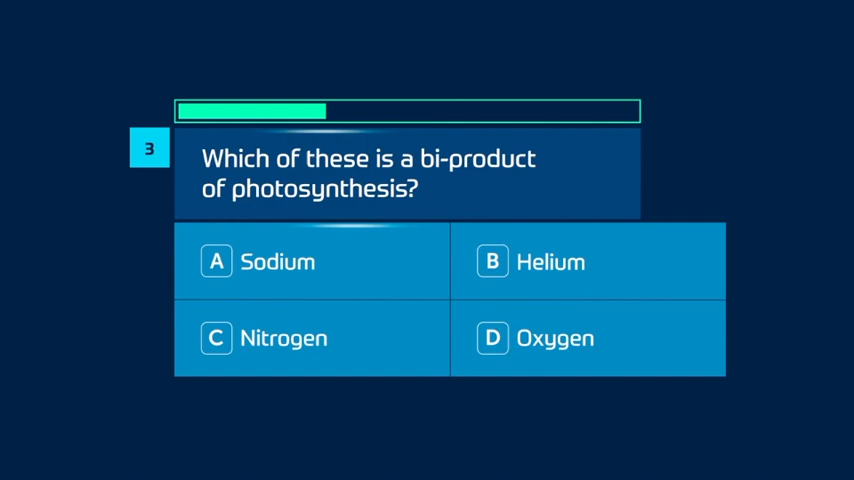 3
Which of these is a bi-product
of photosynthesis?
A Sodium
B Helium
C Nitrogen
D Oxygen